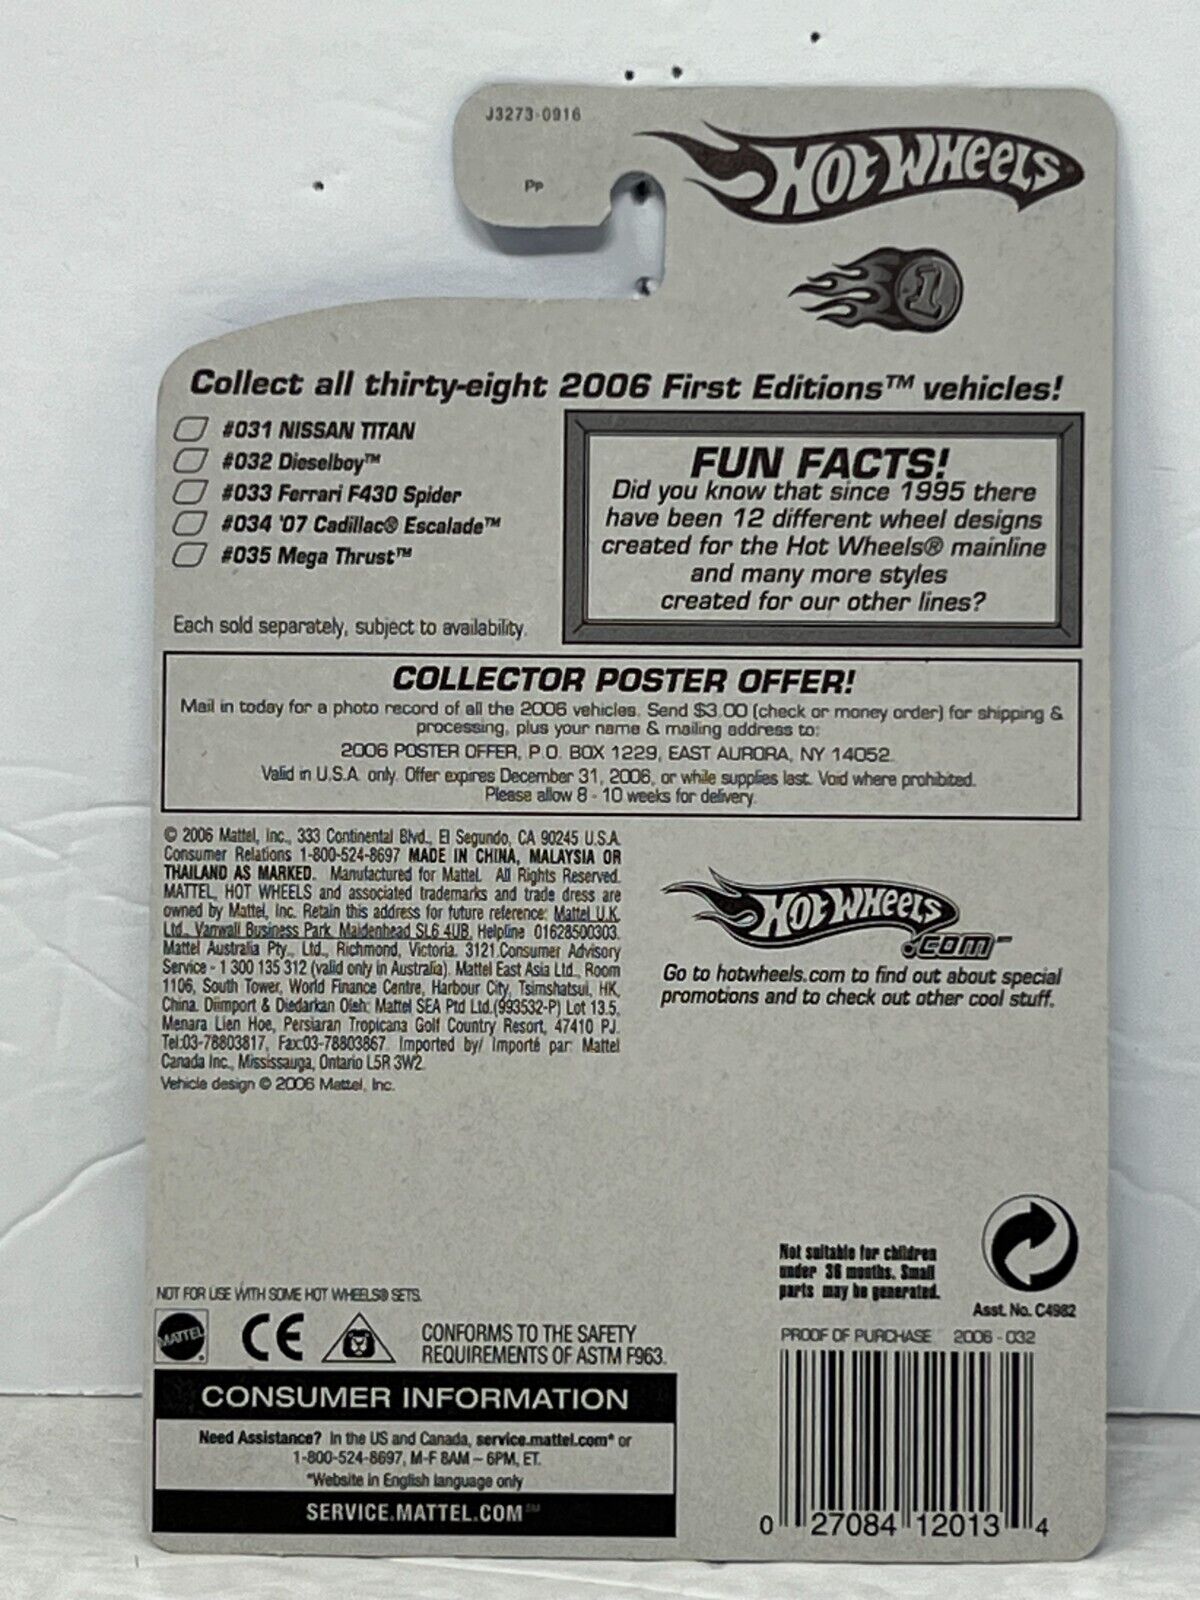 J3273-0916
Pp
HOT WHEELS
1
Collect all thirty-eight 2006 First Editions™ vehicles!
#031 NISSAN TITAN
#032 Dieselboy™
#033 Ferrari F430 Spider
#034 '07 Cadillac® Escalade™
#035 Mega Thrust™
Each sold separately, subject to availability.
FUN FACTS!
Did you know that since 1995 there
have been 12 different wheel designs
created for the Hot Wheels® mainline
and many more styles
created for our other lines?
COLLECTOR POSTER OFFER!
Mail in today for a photo record of all the 2006 vehicles. Send $3.00 (check or money order) for shipping &
processing, plus your name & mailing address to:
2006 POSTER OFFER, P.O. BOX 1229, EAST AURORA, NY 14052.
Valid in U.S.A. only. Offer expires December 31, 2006, or while supplies last. Void where prohibited.
Please allow 8 - 10 weeks for delivery.
© 2006 Mattel, Inc., 333 Continental Blvd., El Segundo, CA 90245 U.S.A.
Consumer Relations 1-800-524-8697 MADE IN CHINA, MALAYSIA OR
THAILAND AS MARKED. Manufactured for Mattel. All Rights Reserved.
MATTEL, HOT WHEELS and associated trademarks and trade dress are
owned by Mattel, Inc. Retain this address for future reference: Mattel U.K.
Ltd., Vanwall Business Park, Maidenhead SL6 4UB. Helpline 01628500303.
Mattel Australia Pty., Ltd., Richmond, Victoria. 3121.Consumer Advisory
Service - 1 300 135 312 (valid only in Australia). Mattel East Asia Ltd., Room
1106, South Tower, World Finance Centre, Harbour City, Tsimshatsui, HK,
China. Diimport & Diedarkan Oleh: Mattel SEA Ptd Ltd.(993532-P) Lot 13.5,
Menara Lien Hoe, Persiaran Tropicana Golf Country Resort, 47410 PJ.
Tel:03-78803817, Fax:03-78803867. Imported by/ Importé par: Mattel
Canada Inc., Mississauga, Ontario L5R 3W2.
Vehicle design © 2006 Mattel, Inc.
HOT WHEELS
.com™
Go to hotwheels.com to find out about special
promotions and to check out other cool stuff.
Not suitable for children
under 36 months. Small
parts may be generated.
Asst. No. C4982
NOT FOR USE WITH SOME HOT WHEELS® SETS.
MATTEL
CE
CONFORMS TO THE SAFETY
REQUIREMENTS OF ASTM F963.
CONSUMER INFORMATION
Need Assistance? In the US and Canada, service.mattel.com* or
1-800-524-8697, M-F 8AM – 6PM, ET.
*Website in English language only
SERVICE.MATTEL.COM℠
PROOF OF PURCHASE 2006 - 032
0 27084 12013 4